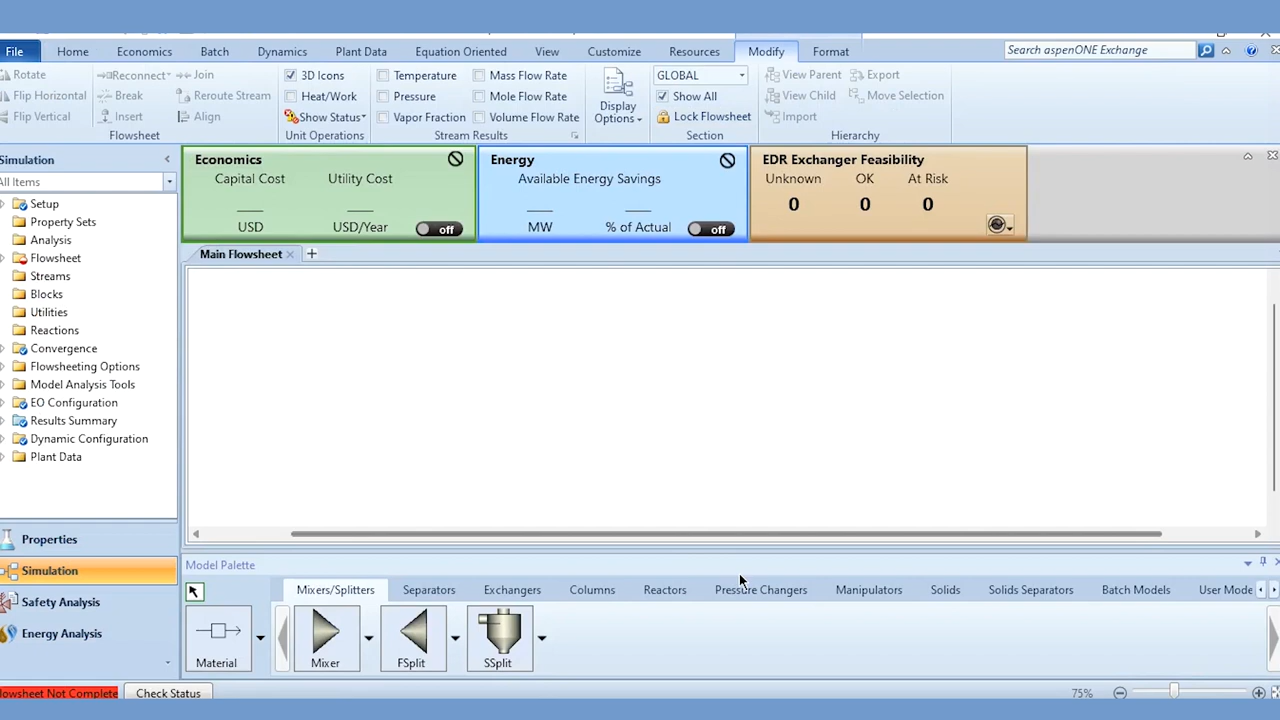 File Home Economics Batch Dynamics Plant Data Equation Oriented View Customize Resources Modify Format Search aspenONE Exchange
Rotate Reconnect Join 3D Icons Temperature Mass Flow Rate GLOBAL View Parent Export
Flip Horizontal Break Reroute Stream Heat/Work Pressure Mole Flow Rate Display Show All View Child Move Selection
Flip Vertical Insert Align Show Status Vapor Fraction Volume Flow Rate Options Lock Flowsheet Import
Flowsheet Unit Operations Stream Results Section Hierarchy
Simulation
All Items
Setup
Property Sets
Analysis
Flowsheet
Streams
Blocks
Utilities
Reactions
Convergence
Flowsheeting Options
Model Analysis Tools
EO Configuration
Results Summary
Dynamic Configuration
Plant Data
Properties
Simulation
Safety Analysis
Energy Analysis
Economics
Capital Cost Utility Cost
USD USD/Year off
Energy
Available Energy Savings
MW % of Actual off
EDR Exchanger Feasibility
Unknown OK At Risk
0 0 0
Main Flowsheet
Model Palette
Mixers/Splitters Separators Exchangers Columns Reactors Pressure Changers Manipulators Solids Solids Separators Batch Models User Mode
Material Mixer FSplit SSplit
lowsheet Not Complete Check Status 75%